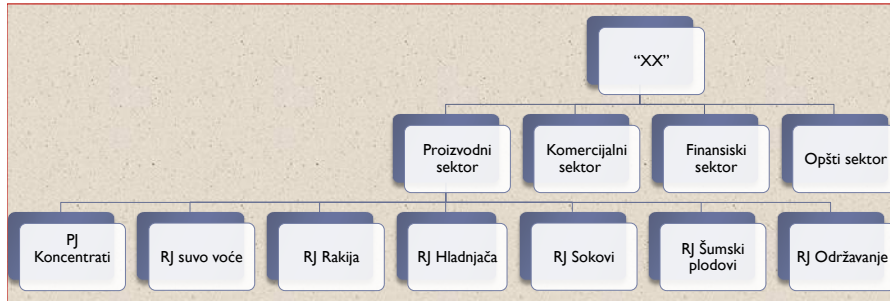 “XX”
Proizvodni
sektor
Komercijalni
sektor
Finansiski
sektor
Opšti sektor
PJ
Koncentrati
RJ suvo voće
RJ Rakija
RJ Hladnjača
RJ Sokovi
RJ Šumski
plodovi
RJ Održavanje